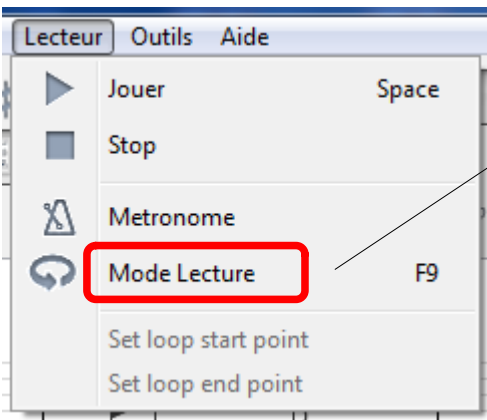 Lecteur Outils Aide
Jouer Space
Stop
Metronome
Mode Lecture F9
Set loop start point
Set loop end point